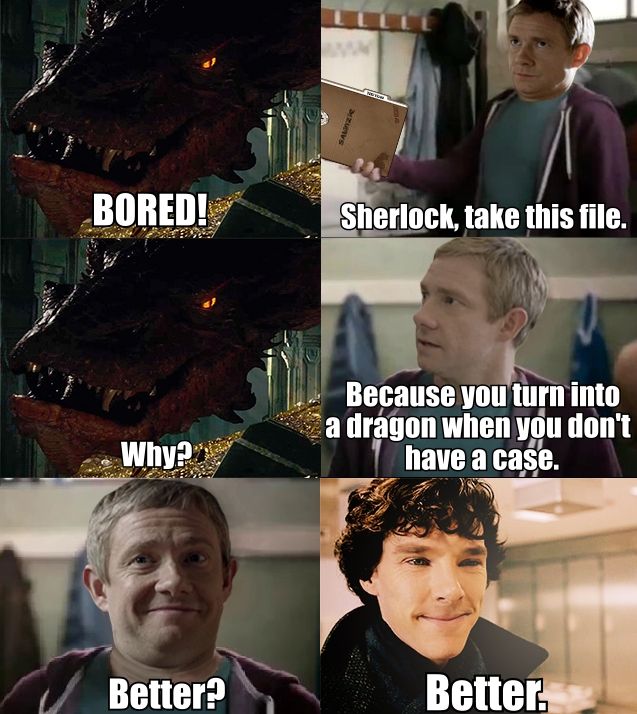 BORED!
Sherlock, take this file.
Why?
Because you turn into
a dragon when you don't
have a case.
Better?
Better.